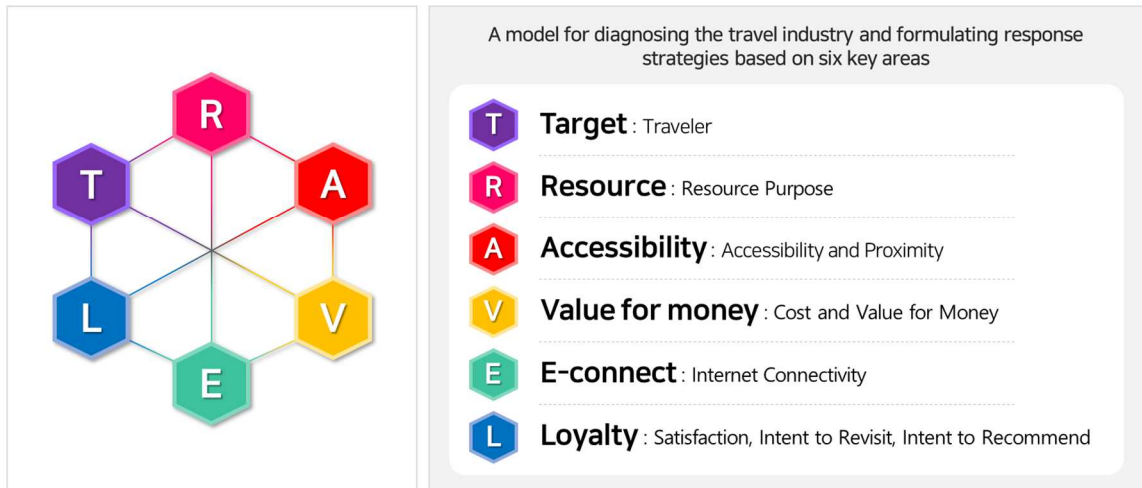 R
T
A
L
V
E
A model for diagnosing the travel industry and formulating response
strategies based on six key areas
T Target : Traveler
R Resource : Resource Purpose
A Accessibility : Accessibility and Proximity
V Value for money : Cost and Value for Money
E E-connect : Internet Connectivity
L Loyalty : Satisfaction, Intent to Revisit, Intent to Recommend